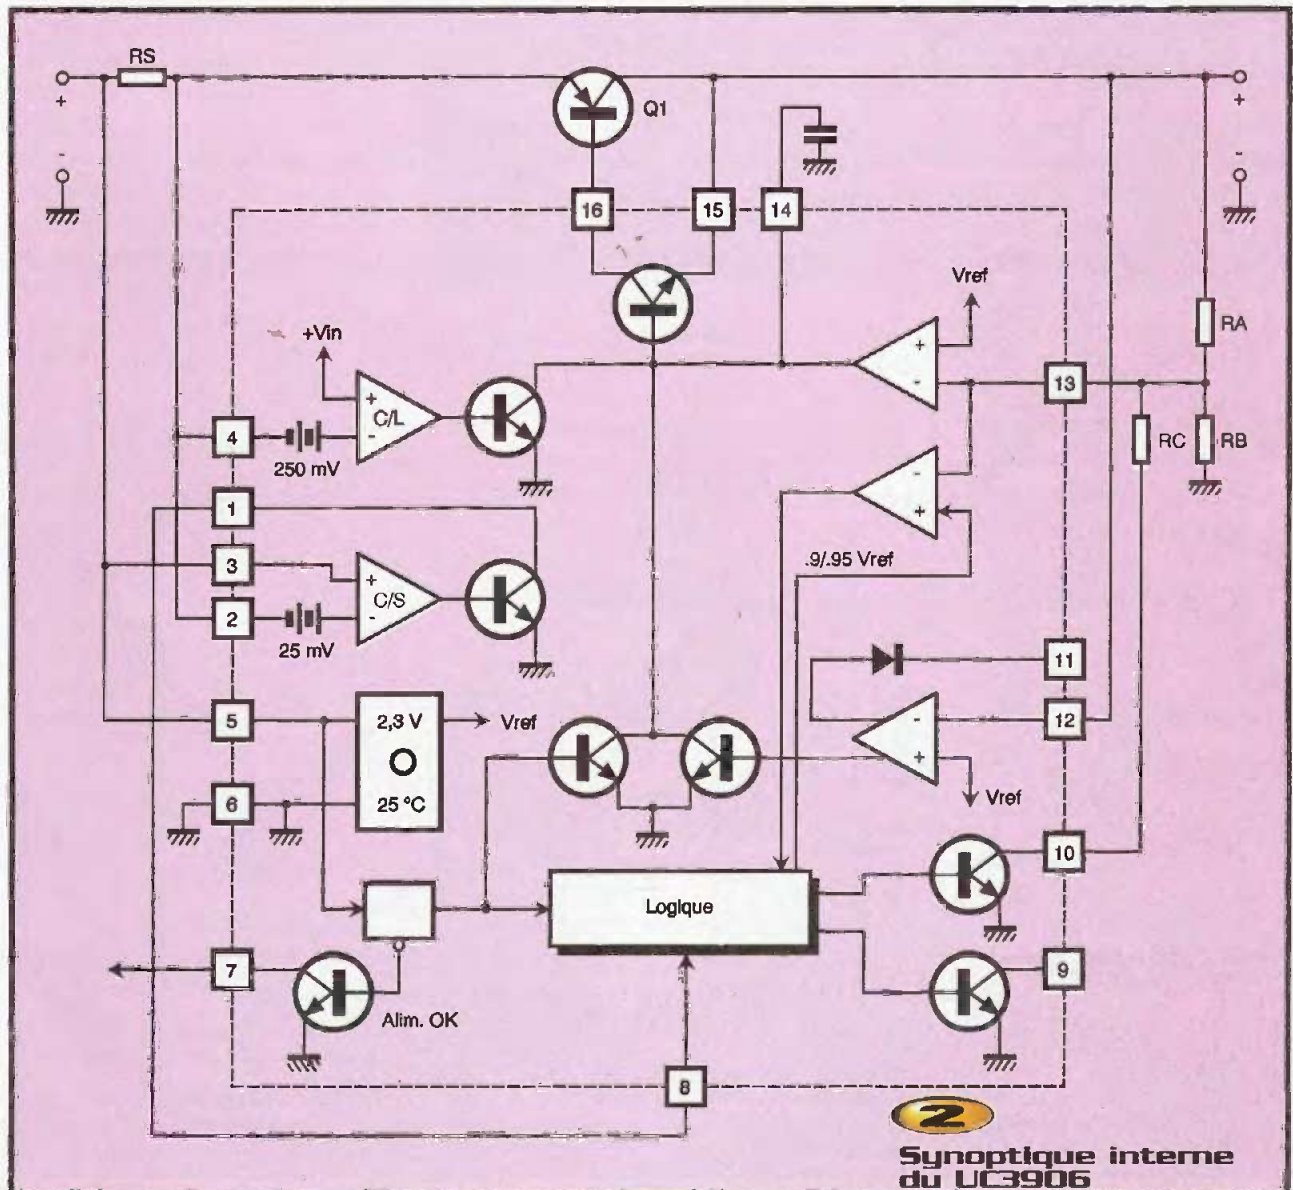 RS
+
+
-
-
Q1
16
15
14
Vref
+Vin
+
C/L
-
+
-
13
RA
4
250 mV
RC
RB
1
-
+
3
.9/.95 Vref
+
C/S
-
2
25 mV
11
5
2,3 V
Vref
-
12
25 °C
+
6
Vref
10
Logique
7
9
Alim. OK
8
2
Synoptique interne
du UC3906